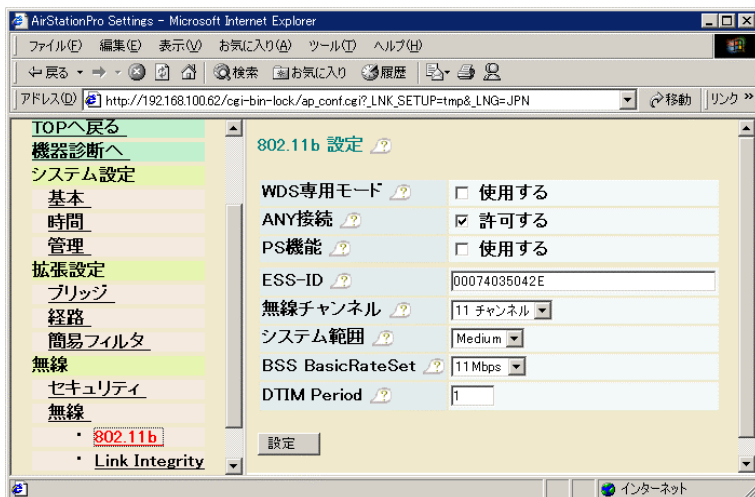 AirStationPro Settings - Microsoft Internet Explorer
ファイル(F) 編集(E) 表示(V) お気に入り(A) ツール(T) ヘルプ(H)
戻る 検索 お気に入り 履歴
アドレス(D) http://192.168.100.62/cgi-bin-lock/ap_conf.cgi?_LNK_SETUP=tmp&_LNG=JPN 移動 リンク »
TOPへ戻る
機器診断へ
システム設定
基本
時間
管理
拡張設定
ブリッジ
経路
簡易フィルタ
無線
セキュリティ
無線
・ 802.11b
・ Link Integrity
802.11b 設定
WDS専用モード 使用する
ANY接続 許可する
PS機能 使用する
ESS-ID 00074035042E
無線チャンネル 11 チャンネル
システム範囲 Medium
BSS BasicRateSet 11Mbps
DTIM Period 1
設定
インターネット